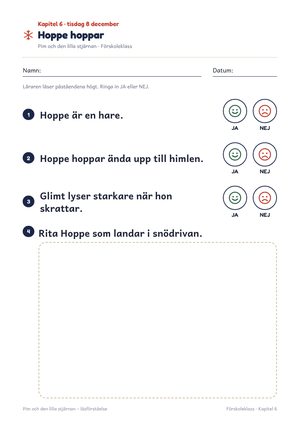 Kapitel 6 · tisdag 8 december
Hoppe hoppar
Pim och den lilla stjärnan · Förskoleklass
Namn:
Datum:
Läraren läser påståendena högt. Ringa in JA eller NEJ.
1 Hoppe är en hare.
JA NEJ
2 Hoppe hoppar ända upp till himlen.
JA NEJ
3 Glimt lyser starkare när hon
skrattar.
JA NEJ
4 Rita Hoppe som landar i snödrivan.
Pim och den lilla stjärnan – läsförståelse
Förskoleklass · Kapitel 6